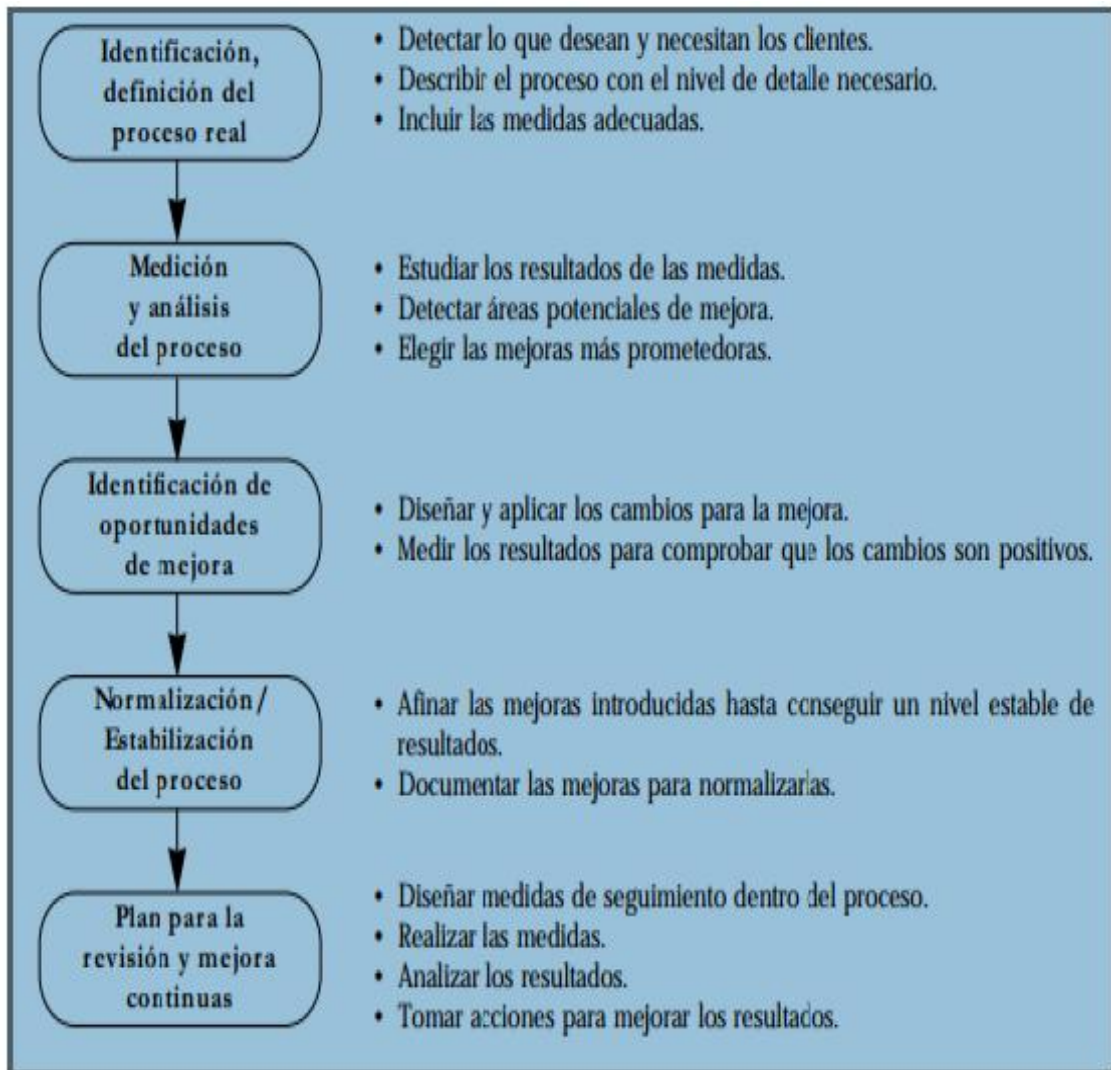 Identificación,
definición del
proceso real
• Detectar lo que desean y necesitan los clientes.
• Describir el proceso con el nivel de detalle necesario.
• Incluir las medidas adecuadas.
Medición
y análisis
del proceso
• Estudiar los resultados de las medidas.
• Detectar áreas potenciales de mejora.
• Elegir las mejoras más prometedoras.
Identificación de
oportunidades
de mejora
• Diseñar y aplicar los cambios para la mejora.
• Medir los resultados para comprobar que los cambios son positivos.
Normalización /
Estabilización
del proceso
• Afinar las mejoras introducidas hasta conseguir un nivel estable de
resultados.
• Documentar las mejoras para normalizarlas.
Plan para la
revisión y mejora
continuas
• Diseñar medidas de seguimiento dentro del proceso.
• Realizar las medidas.
• Analizar los resultados.
• Tomar acciones para mejorar los resultados.